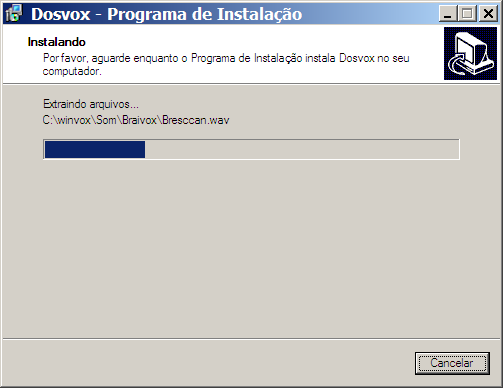 Dosvox - Programa de Instalação
Instalando
Por favor, aguarde enquanto o Programa de Instalação instala Dosvox no seu
computador.
Extraindo arquivos...
C:\winvox\Som\Braivox\Bresccan.wav
Cancelar